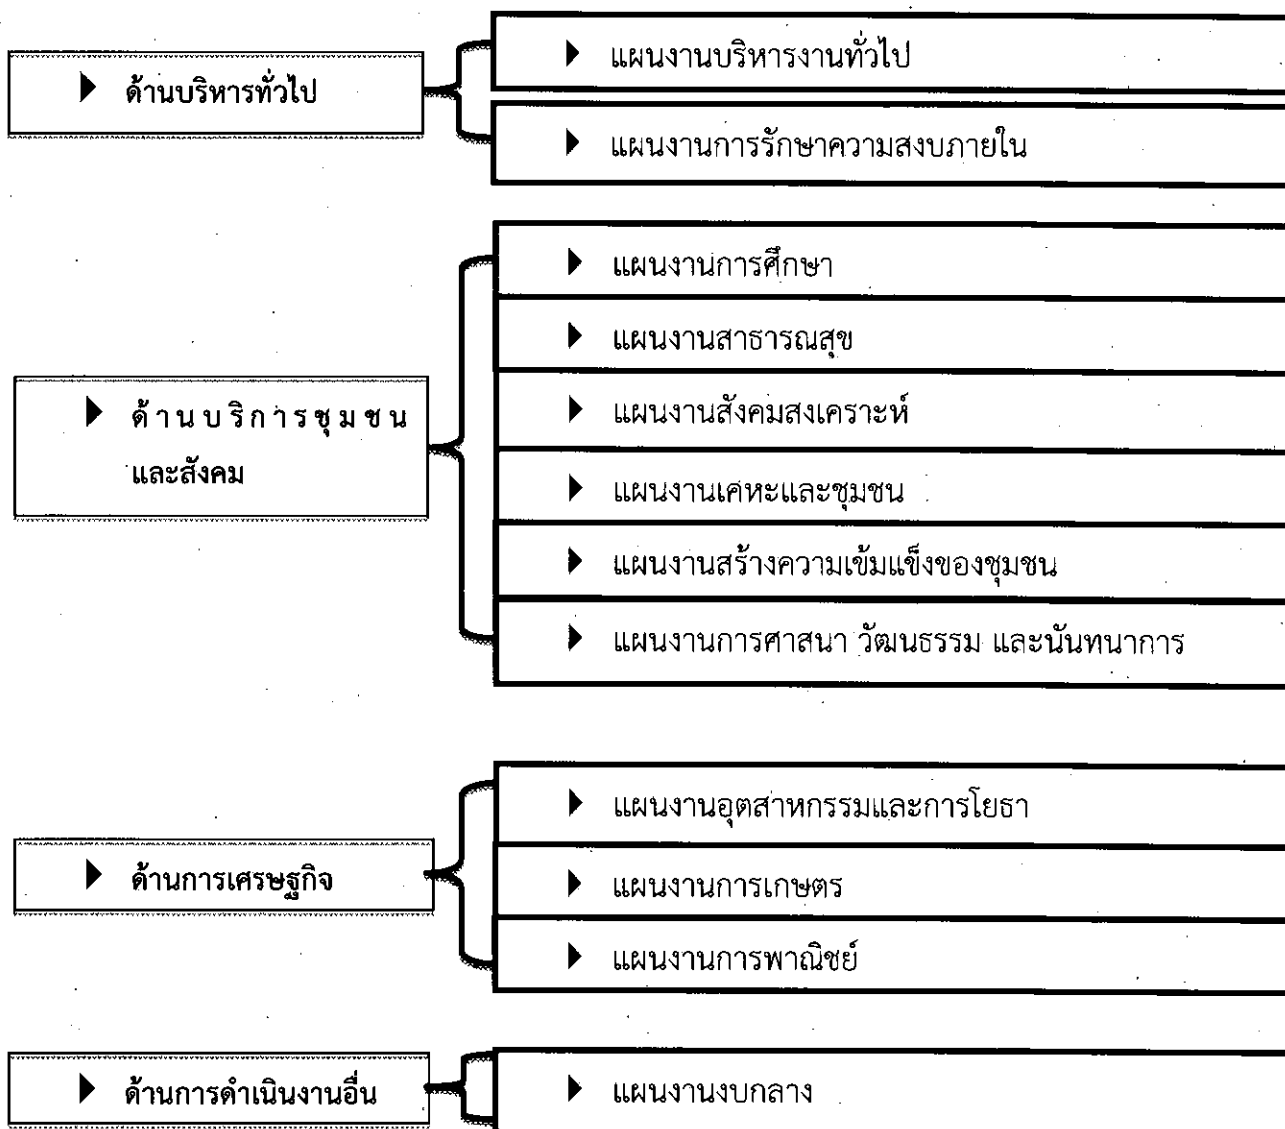 ด้านบริหารทั่วไป
แผนงานบริหารงานทั่วไป
แผนงานการรักษาความสงบภายใน
ด้านบริการชุมชน
และสังคม
แผนงานการศึกษา
แผนงานสาธารณสุข
แผนงานสังคมสงเคราะห์
แผนงานเคหะและชุมชน
แผนงานสร้างความเข้มแข็งของชุมชน
แผนงานการศาสนา วัฒนธรรม และนันทนาการ
ด้านการเศรษฐกิจ
แผนงานอุตสาหกรรมและการโยธา
แผนงานการเกษตร
แผนงานการพาณิชย์
ด้านการดำเนินงานอื่น
แผนงานงบกลาง